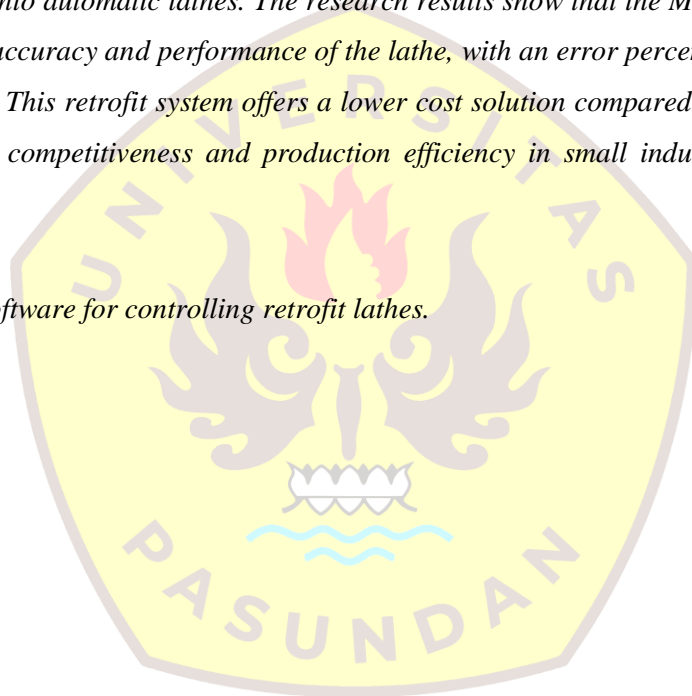 into automatic lathes. The research results show that the M
accuracy and performance of the lathe, with an error percen
This retrofit system offers a lower cost solution compared
competitiveness and production efficiency in small indu
UNIVERSITAS
oftware for controlling retrofit lathes.
PASUNDAN